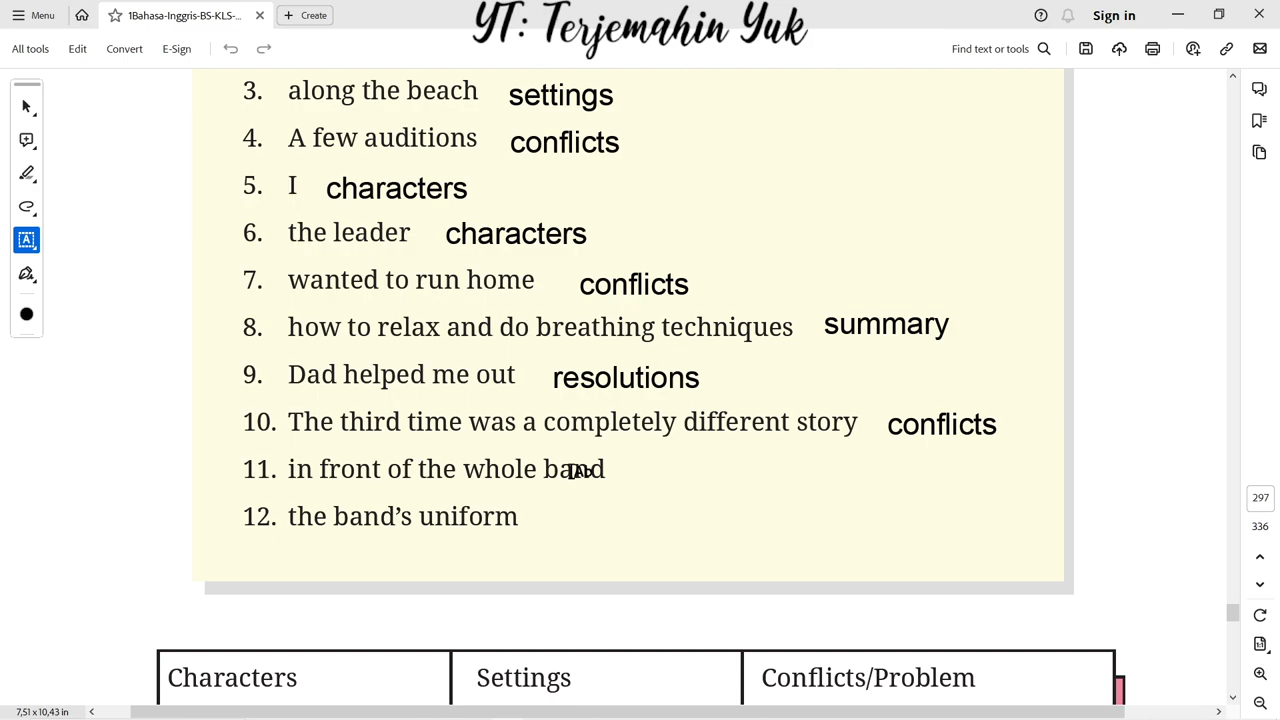 Menu
1Bahasa-Inggris-BS-KLS-...
Create
YT: Terjemahin Yuk
Sign in
All tools
Edit
Convert
E-Sign
Find text or tools
3. along the beach settings
4. A few auditions conflicts
5. I characters
6. the leader characters
7. wanted to run home conflicts
8. how to relax and do breathing techniques summary
9. Dad helped me out resolutions
10. The third time was a completely different story conflicts
11. in front of the whole band
12. the band's uniform
297
336
Characters Settings Conflicts/Problem
7,51 x 10,43 in